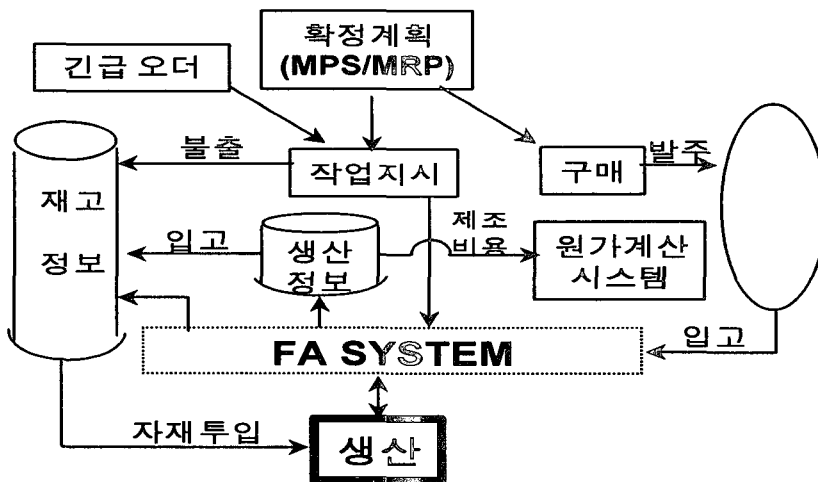 확정계획
(MPS/MRP)
긴급 오더
불출
작업지시
구매
발주
재고
정보
입고
생산
정보
제조
비용
원가계산
시스템
FA SYSTEM
입고
자재투입
생산